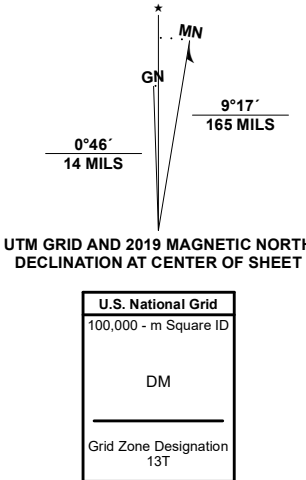 ★
MN
GN
9°17´
165 MILS
0°46´
14 MILS
UTM GRID AND 2019 MAGNETIC NORTH
DECLINATION AT CENTER OF SHEET
U.S. National Grid
100,000 - m Square ID
DM
Grid Zone Designation
13T